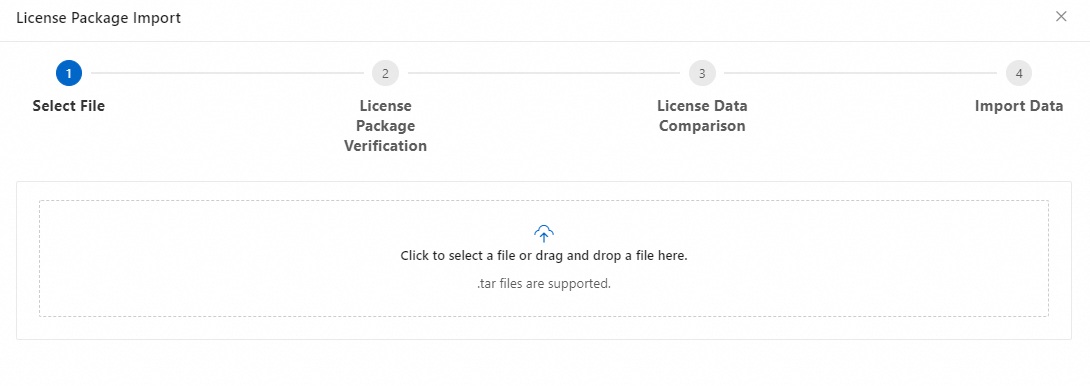 License Package Import
1
2
3
4
Select File
License
Package
Verification
License Data
Comparison
Import Data
Click to select a file or drag and drop a file here.
.tar files are supported.